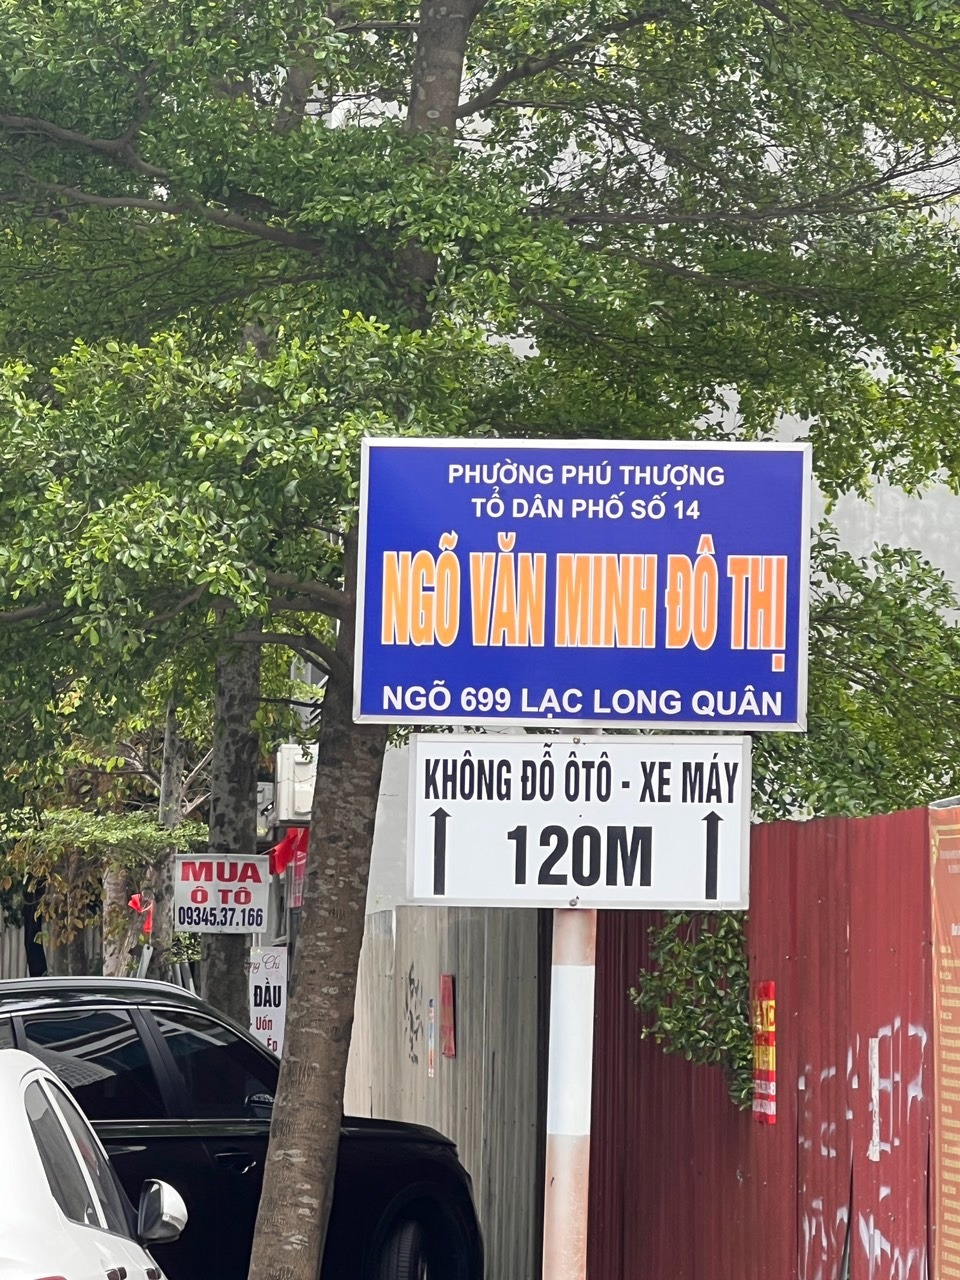 PHƯỜNG PHÚ THƯỢNG
TỔ DÂN PHỐ SỐ 14
NGÕ VĂN MINH ĐÔ THỊ
NGÕ 699 LẠC LONG QUÂN
KHÔNG ĐỖ ÔTÔ - XE MÁY
120M
MUA
Ô TÔ
09345.37.166
ĐẦU
Uốn